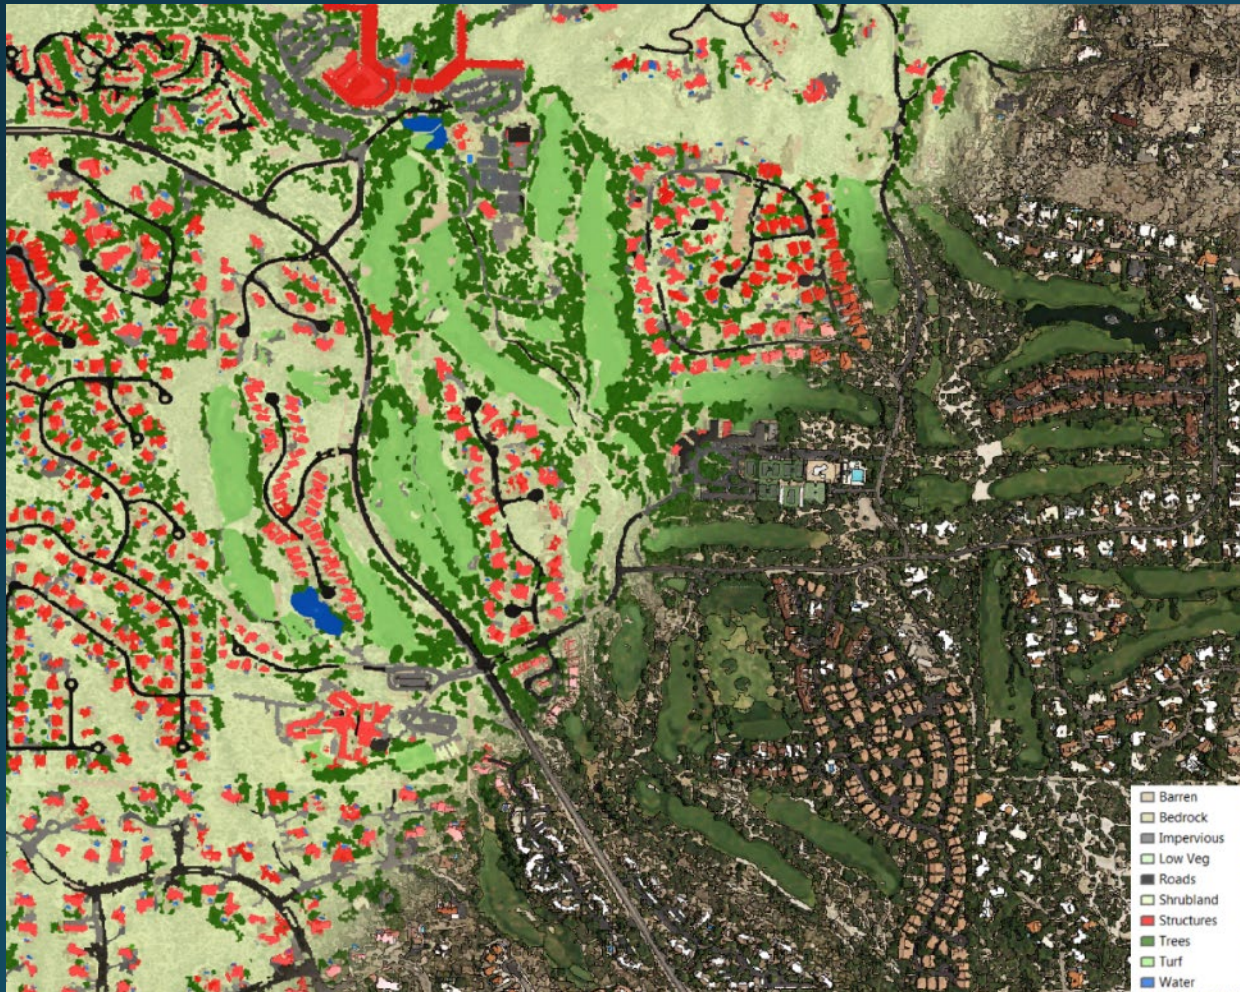 Barren
Bedrock
Impervious
Low Veg
Roads
Shrubland
Structures
Trees
Turf
Water